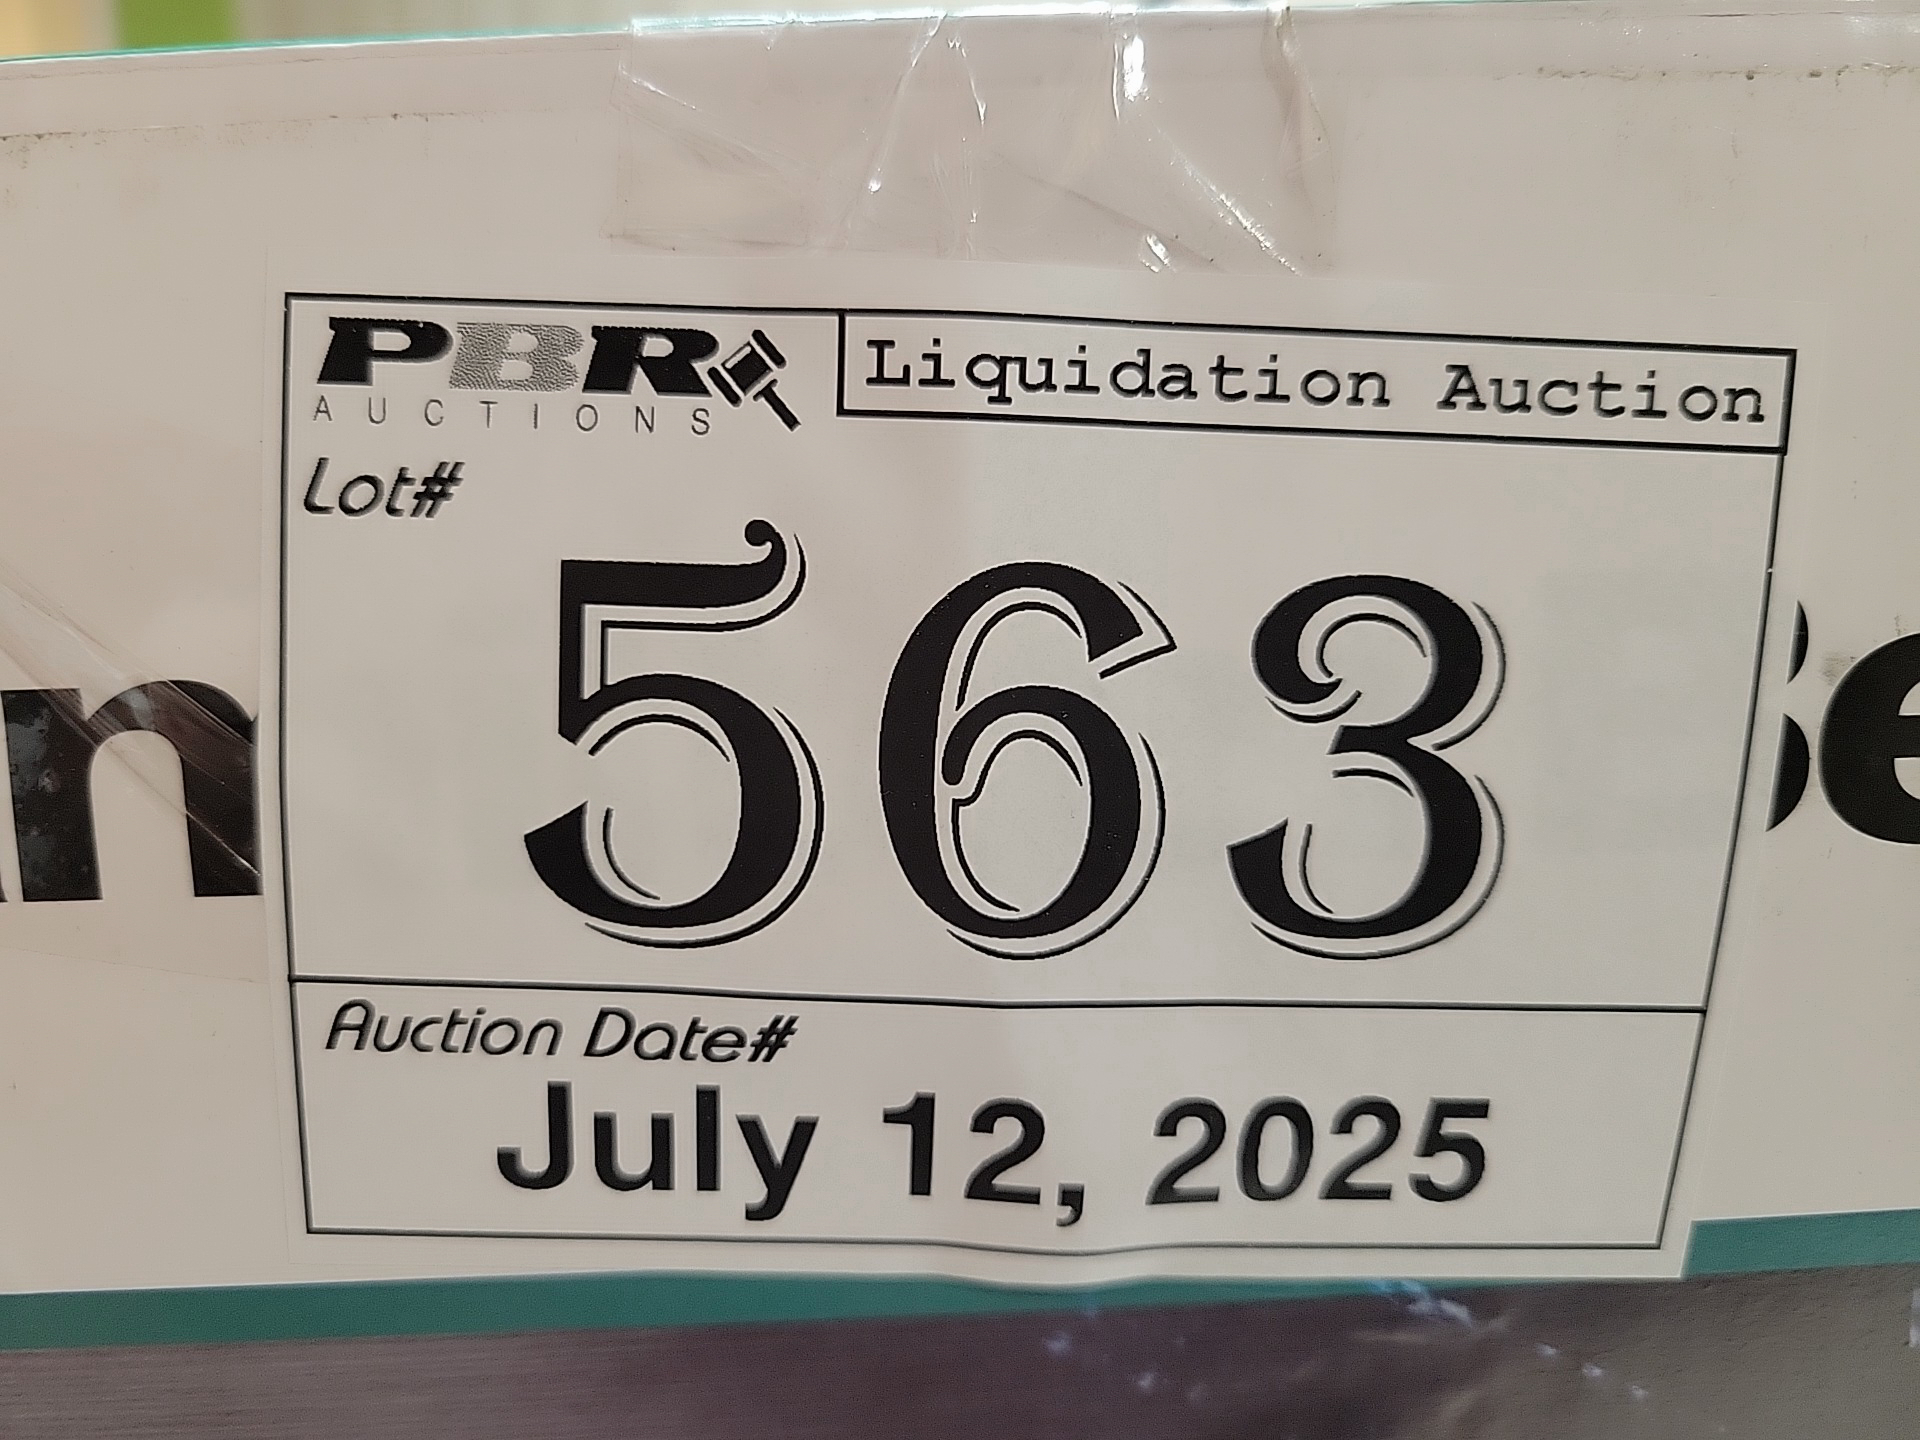 PBR
AUCTIONS
Liquidation Auction
Lot#
563
Auction Date#
July 12, 2025